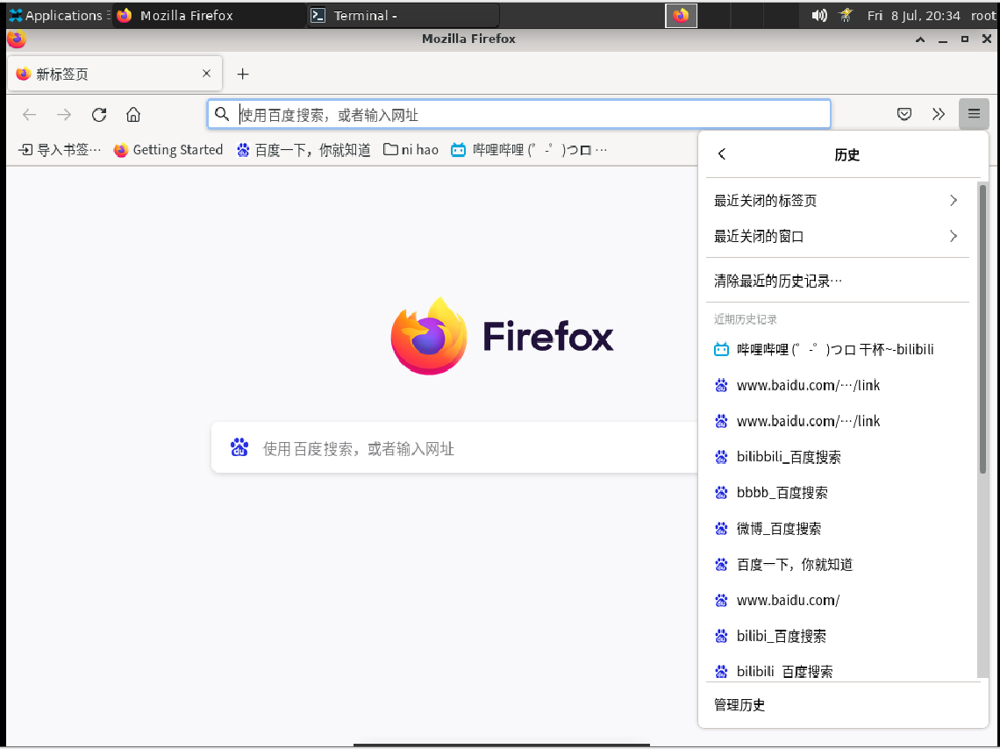 Applications
Mozilla Firefox
Terminal -
Fri 8 Jul, 20:34 root
Mozilla Firefox
新标签页
使用百度搜索，或者输入网址
导入书签…
Getting Started
百度一下，你就知道
ni hao
哔哩哔哩 (゜-゜)つロ …
历史
最近关闭的标签页
最近关闭的窗口
清除最近的历史记录…
近期历史记录
哔哩哔哩 (゜-゜)つロ 干杯~-bilibili
www.baidu.com/…/link
www.baidu.com/…/link
bilibbili_百度搜索
bbbb_百度搜索
微博_百度搜索
百度一下，你就知道
www.baidu.com/
bilibi_百度搜索
bilibili_百度搜索
管理历史
Firefox
使用百度搜索，或者输入网址